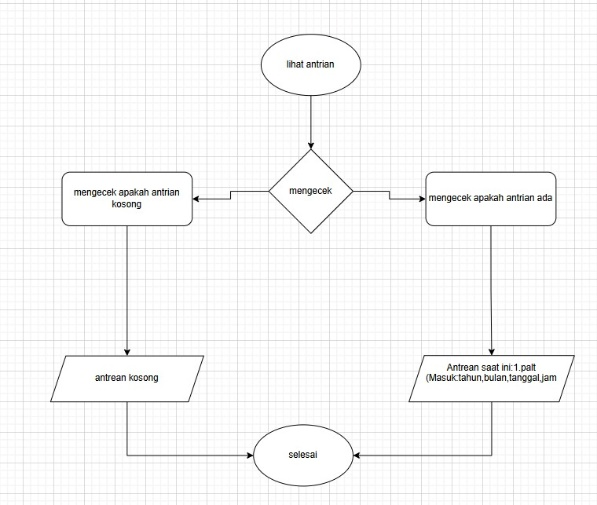 lihat antrian
mengecek
mengecek apakah antrian
kosong
mengecek apakah antrian ada
antrean kosong
Antrean saat ini:1.palt
(Masuk:tahun,bulan,tanggal,jam
selesai